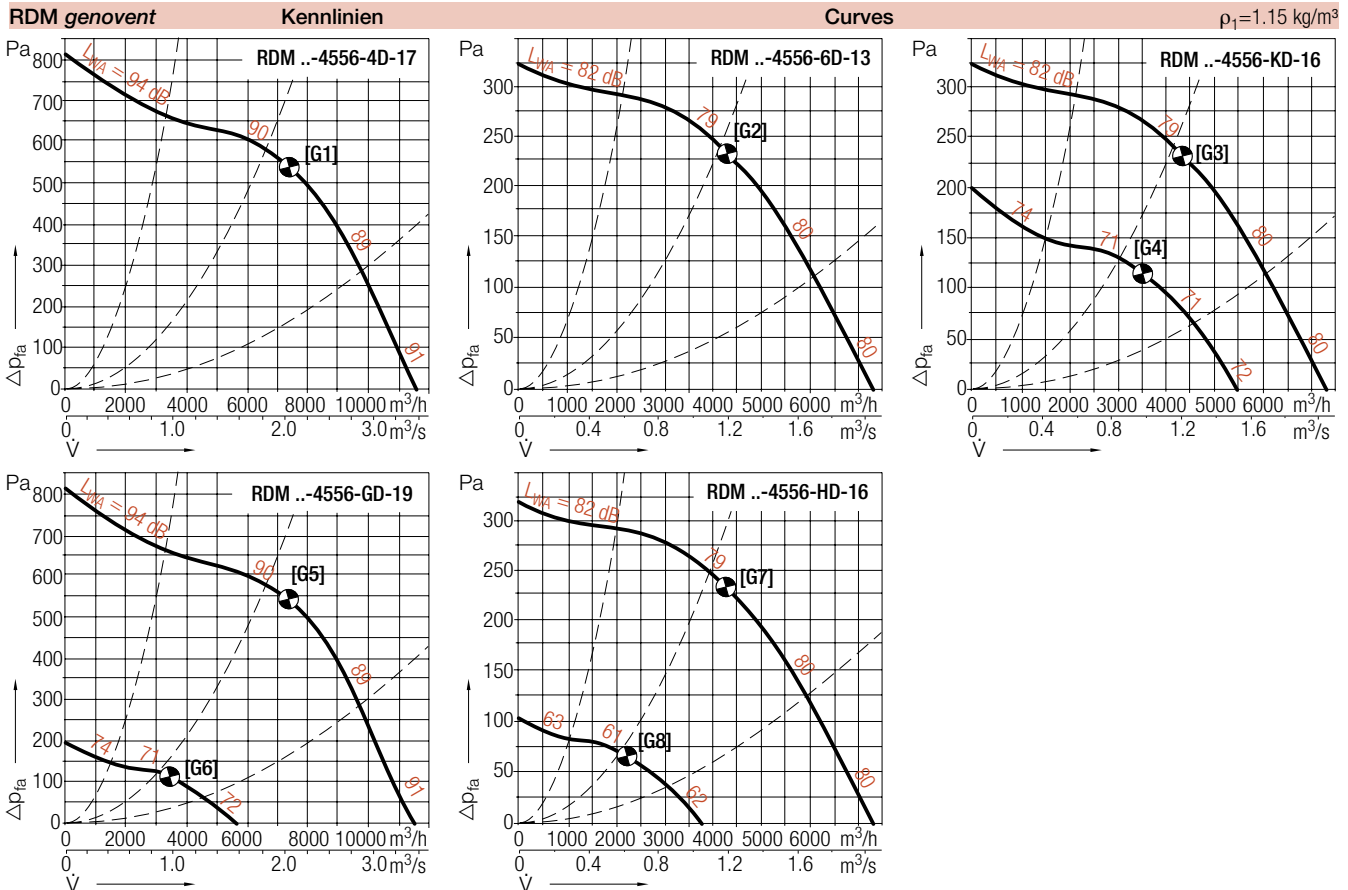 RDM genovent Kennlinien Curves ρ1=1.15 kg/m³
Pa
RDM ..-4556-4D-17
LWA = 94 dB
800
700
600
500
400
300
200
100
0
90
[G1]
89
91
Δpfa
0 2000 4000 6000 8000 10000 m³/h
0 1.0 2.0 3.0 m³/s
V̇
Pa
RDM ..-4556-6D-13
LWA = 82 dB
300
250
200
150
100
50
0
79
[G2]
80
80
Δpfa
0 1000 2000 3000 4000 5000 6000 m³/h
0 0.4 0.8 1.2 1.6 m³/s
V̇
Pa
RDM ..-4556-KD-16
LWA = 82 dB
300
250
200
150
100
50
0
79
[G3]
80
80
74
71
[G4]
71
72
Δpfa
0 1000 2000 3000 4000 5000 6000 m³/h
0 0.4 0.8 1.2 1.6 m³/s
V̇
Pa
RDM ..-4556-GD-19
LWA = 94 dB
800
700
600
500
400
300
200
100
0
90
[G5]
89
91
74
71
[G6]
72
Δpfa
0 2000 4000 6000 8000 10000 m³/h
0 1.0 2.0 3.0 m³/s
V̇
Pa
RDM ..-4556-HD-16
LWA = 82 dB
300
250
200
150
100
50
0
79
[G7]
80
80
63
61
[G8]
62
Δpfa
0 1000 2000 3000 4000 5000 6000 m³/h
0 0.4 0.8 1.2 1.6 m³/s
V̇